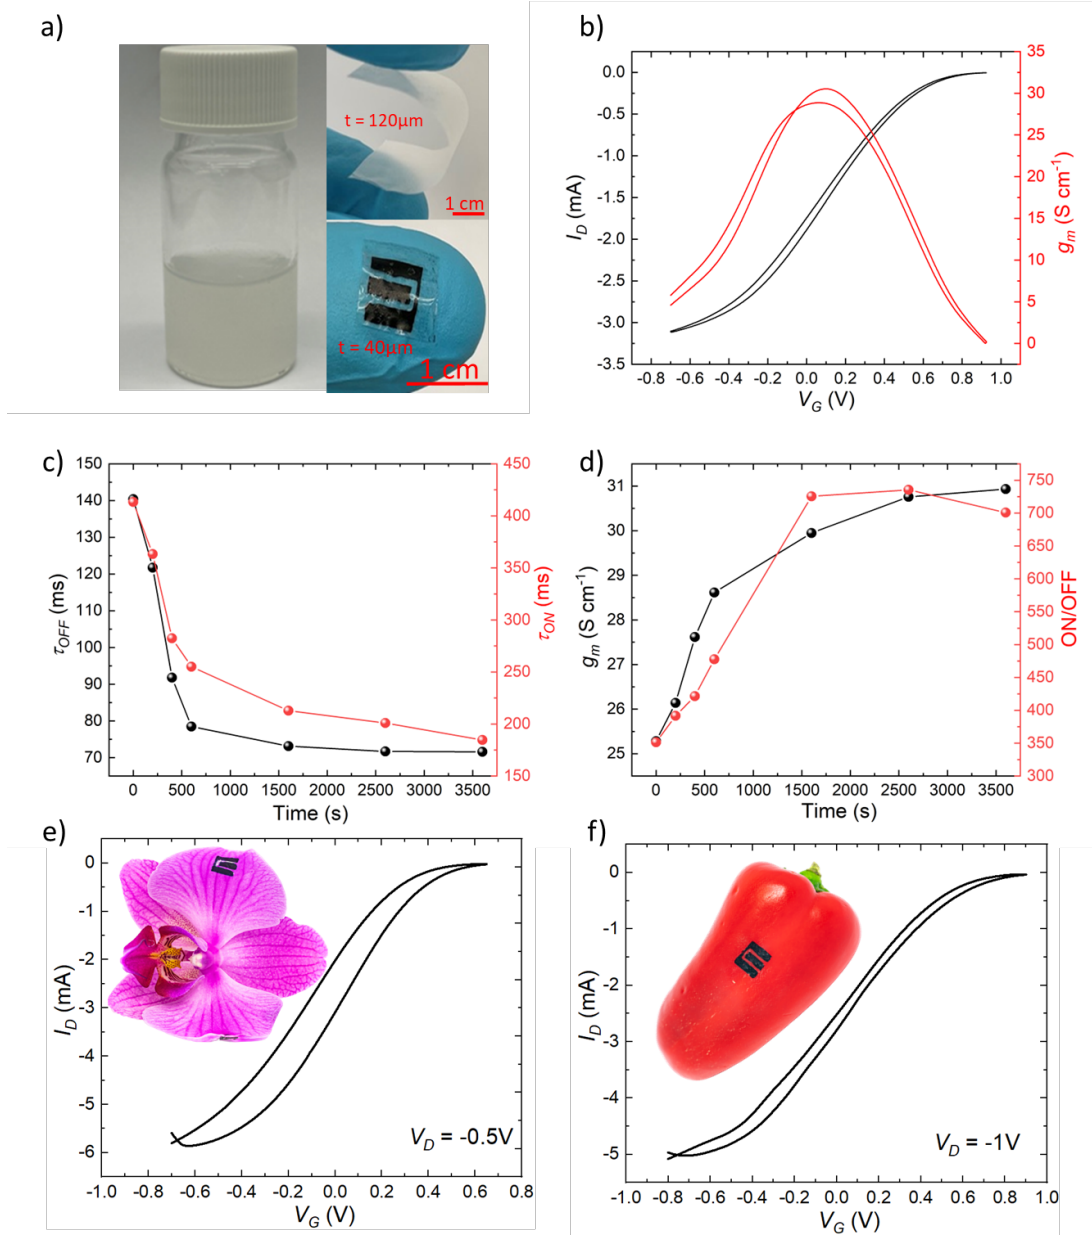 a)
t = 120µm
1 cm
t = 40µm
1 cm
b)
0.0
-0.5
-1.0
-1.5
-2.0
-2.5
-3.0
-3.5
I_D (mA)
35
30
25
20
15
10
5
0
g_m (S cm⁻¹)
-0.8 -0.6 -0.4 -0.2 0.0 0.2 0.4 0.6 0.8 1.0
V_G (V)
c)
150
140
130
120
110
100
90
80
70
τ_OFF (ms)
450
400
350
300
250
200
150
τ_ON (ms)
0 500 1000 1500 2000 2500 3000 3500
Time (s)
d)
31
30
29
28
27
26
25
g_m (S cm⁻¹)
750
700
650
600
550
500
450
400
350
300
ON/OFF
0 500 1000 1500 2000 2500 3000 3500
Time (s)
e)
0
-1
-2
-3
-4
-5
-6
I_D (mA)
V_D = -0.5V
-1.0 -0.8 -0.6 -0.4 -0.2 0.0 0.2 0.4 0.6 0.8
V_G (V)
f)
0
-1
-2
-3
-4
-5
I_D (mA)
V_D = -1V
-1.0 -0.8 -0.6 -0.4 -0.2 0.0 0.2 0.4 0.6 0.8 1.0
V_G (V)